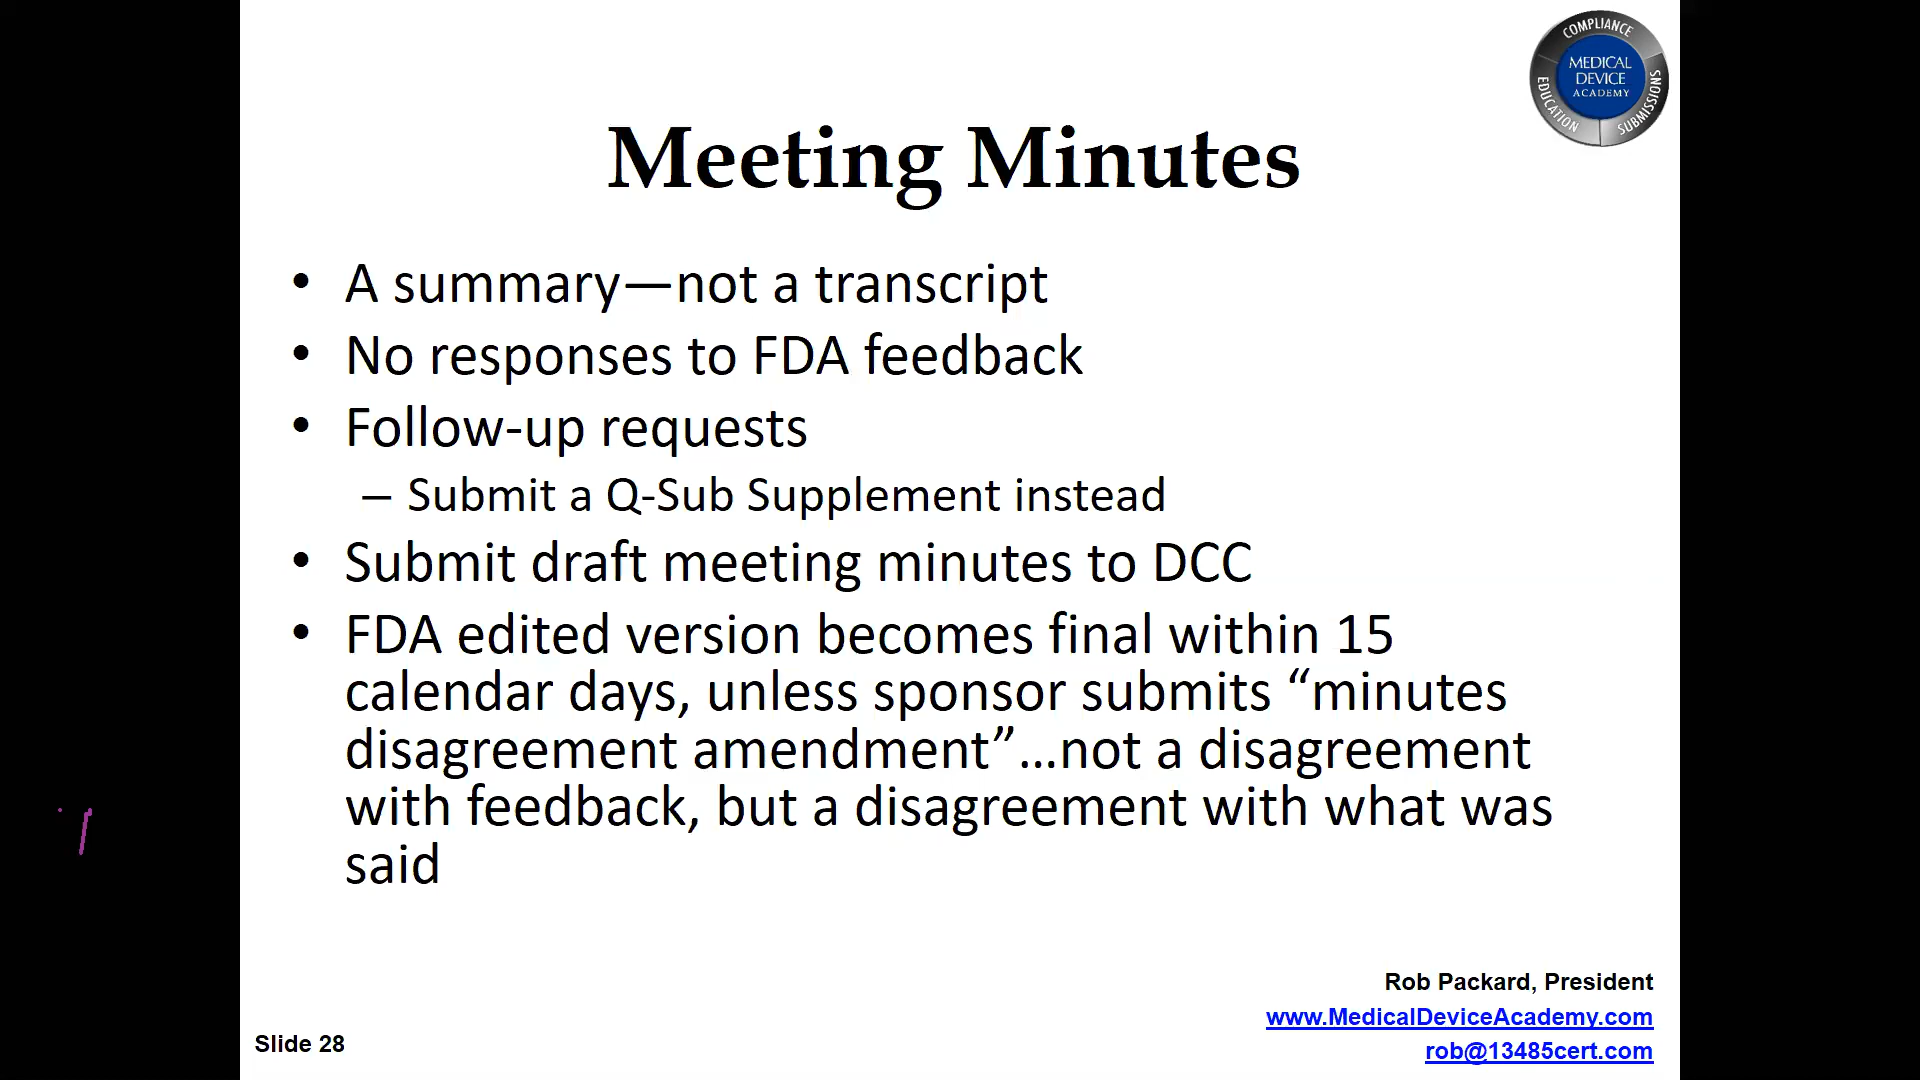 COMPLIANCE
MEDICAL
DEVICE
ACADEMY
EDUCATION
SUBMISSIONS
Meeting Minutes
• A summary—not a transcript
• No responses to FDA feedback
• Follow-up requests
– Submit a Q-Sub Supplement instead
• Submit draft meeting minutes to DCC
• FDA edited version becomes final within 15
calendar days, unless sponsor submits “minutes
disagreement amendment”…not a disagreement
with feedback, but a disagreement with what was
said
Rob Packard, President
www.MedicalDeviceAcademy.com
rob@13485cert.com
Slide 28